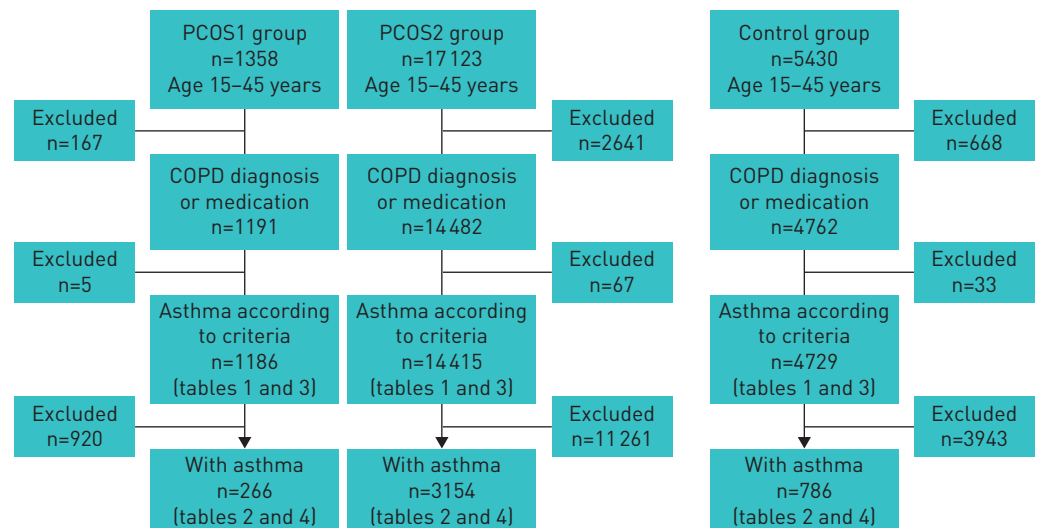 PCOS1 group
n=1358
Age 15–45 years
PCOS2 group
n=17 123
Age 15–45 years
Control group
n=5430
Age 15–45 years
Excluded
n=167
Excluded
n=2641
Excluded
n=668
COPD diagnosis
or medication
n=1191
COPD diagnosis
or medication
n=14 482
COPD diagnosis
or medication
n=4762
Excluded
n=5
Excluded
n=67
Excluded
n=33
Asthma according
to criteria
n=1186
(tables 1 and 3)
Asthma according
to criteria
n=14 415
(tables 1 and 3)
Asthma according
to criteria
n=4729
(tables 1 and 3)
Excluded
n=920
Excluded
n=11 261
Excluded
n=3943
With asthma
n=266
(tables 2 and 4)
With asthma
n=3154
(tables 2 and 4)
With asthma
n=786
(tables 2 and 4)